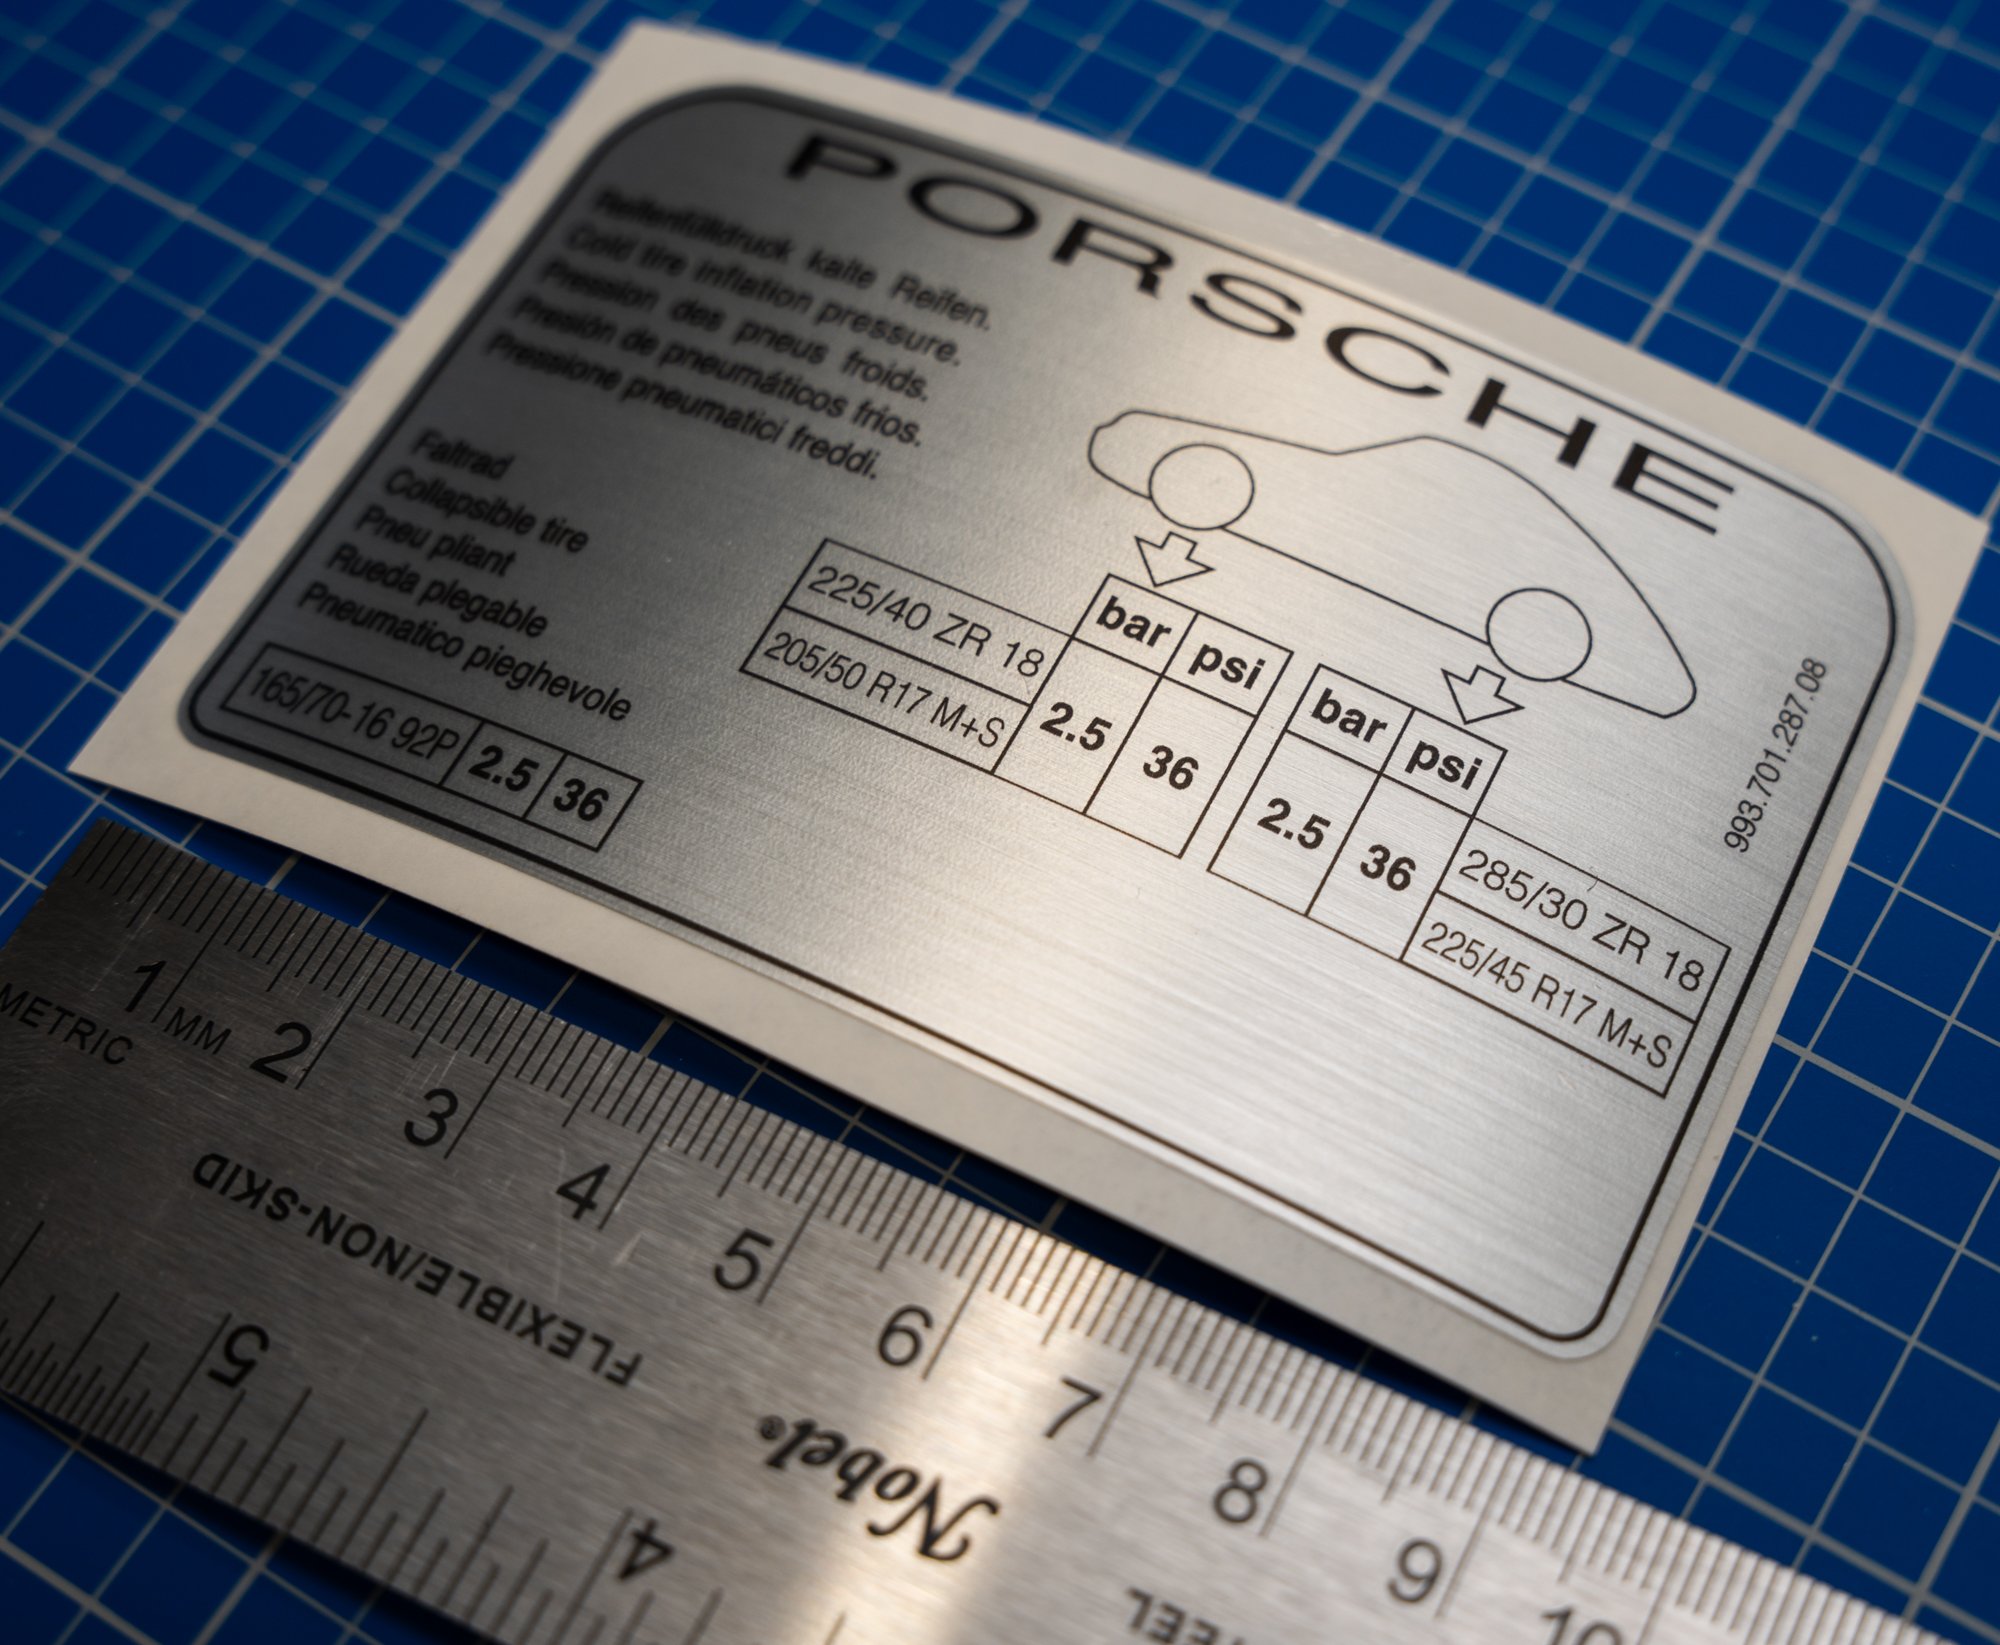 PORSCHE
Reifenfülldruck kalte Reifen.
Cold tire inflation pressure.
Pression des pneus froids.
Presión de pneumáticos frios.
Pressione pneumatici freddi.
Faltrad
Collapsible tire
Pneu pliant
Rueda plegable
Pneumatico pieghevole
165/70-16 92P 2.5 36
225/40 ZR 18
205/50 R17 M+S
bar psi
2.5 36
bar psi
2.5 36
285/30 ZR 18
225/45 R17 M+S
993.701.287.08
1 2 3 4 5 6 7 8 9 10
METRIC MM
FLEXIBLE/NON-SKID
Nobel®
5 4